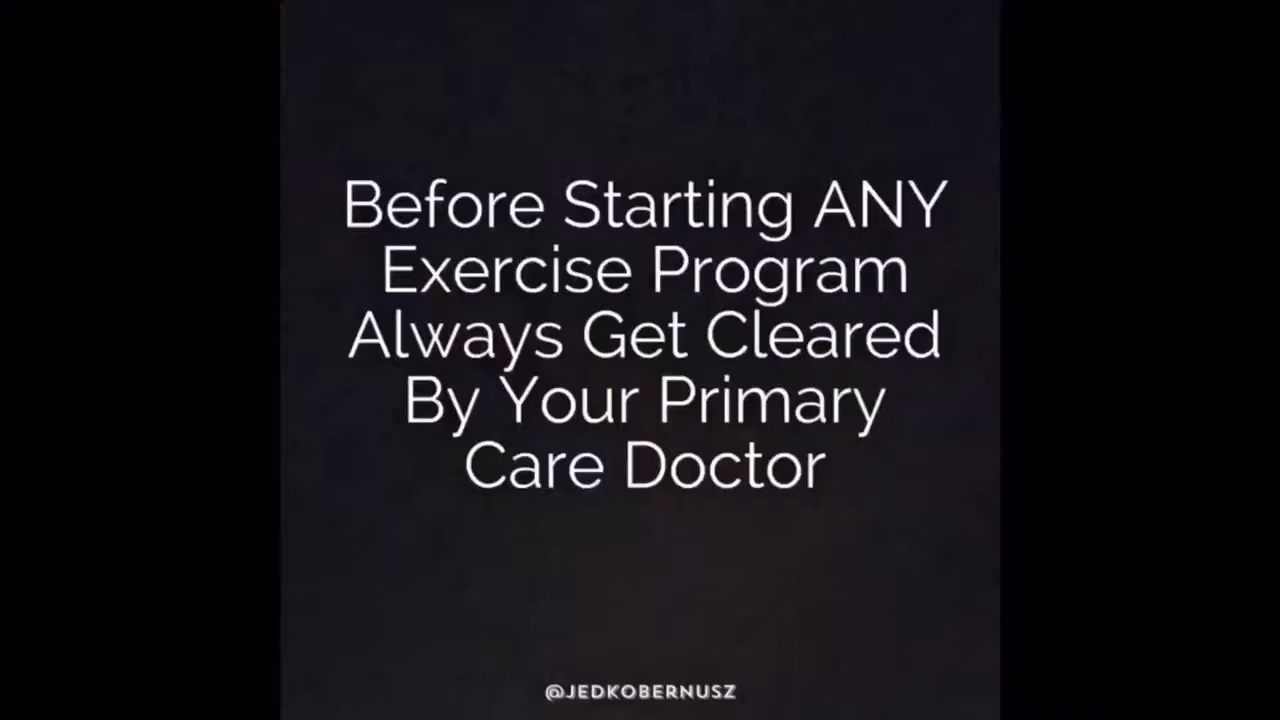 Before Starting ANY
Exercise Program
Always Get Cleared
By Your Primary
Care Doctor
@JEDKOBERNUSZ